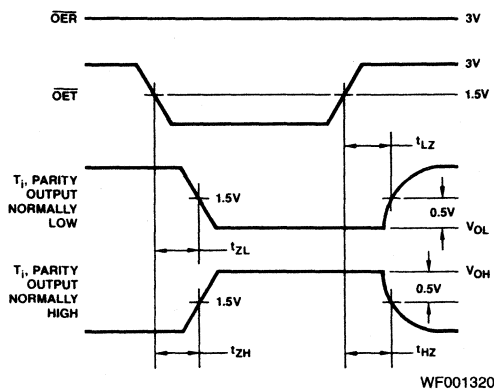 OER 3V
3V
OET 1.5V
tLZ
Ti, PARITY
OUTPUT 1.5V
NORMALLY 0.5V
LOW VOL
tZL
Ti, PARITY VOH
OUTPUT
NORMALLY 1.5V 0.5V
HIGH
tZH tHZ
WF001320